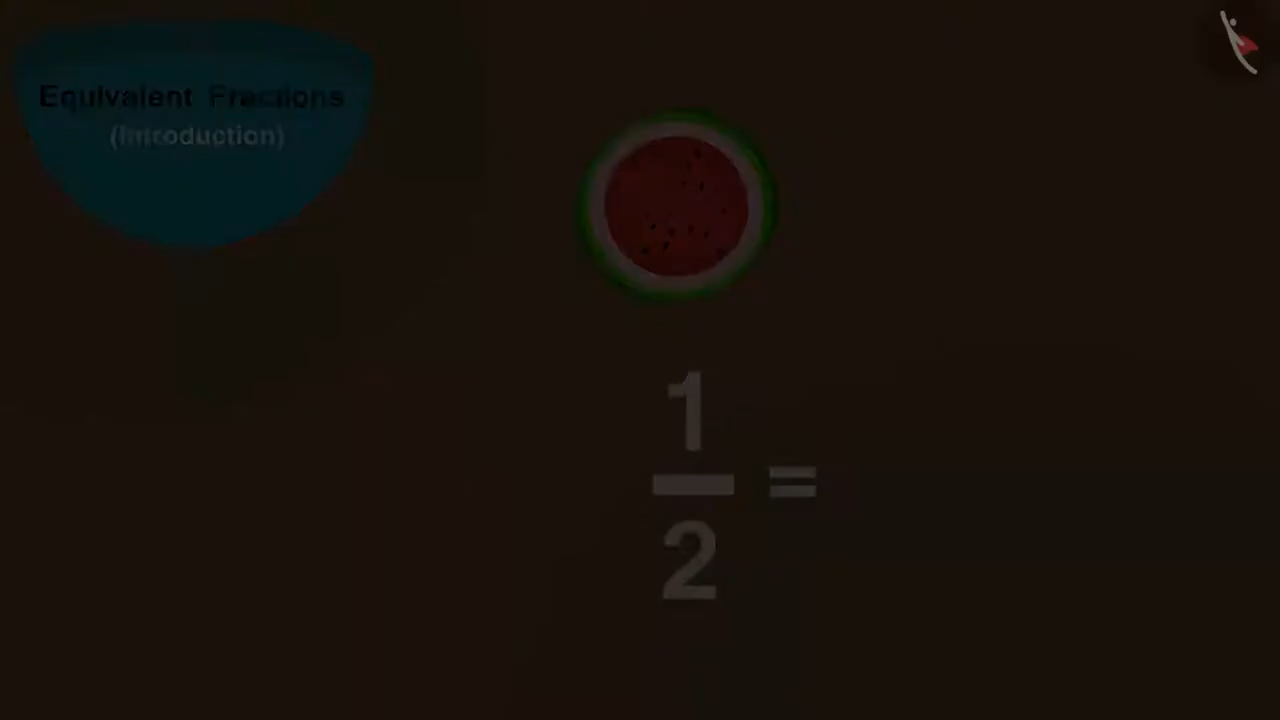 Equivalent Fractions
(Introduction)
1
2
=